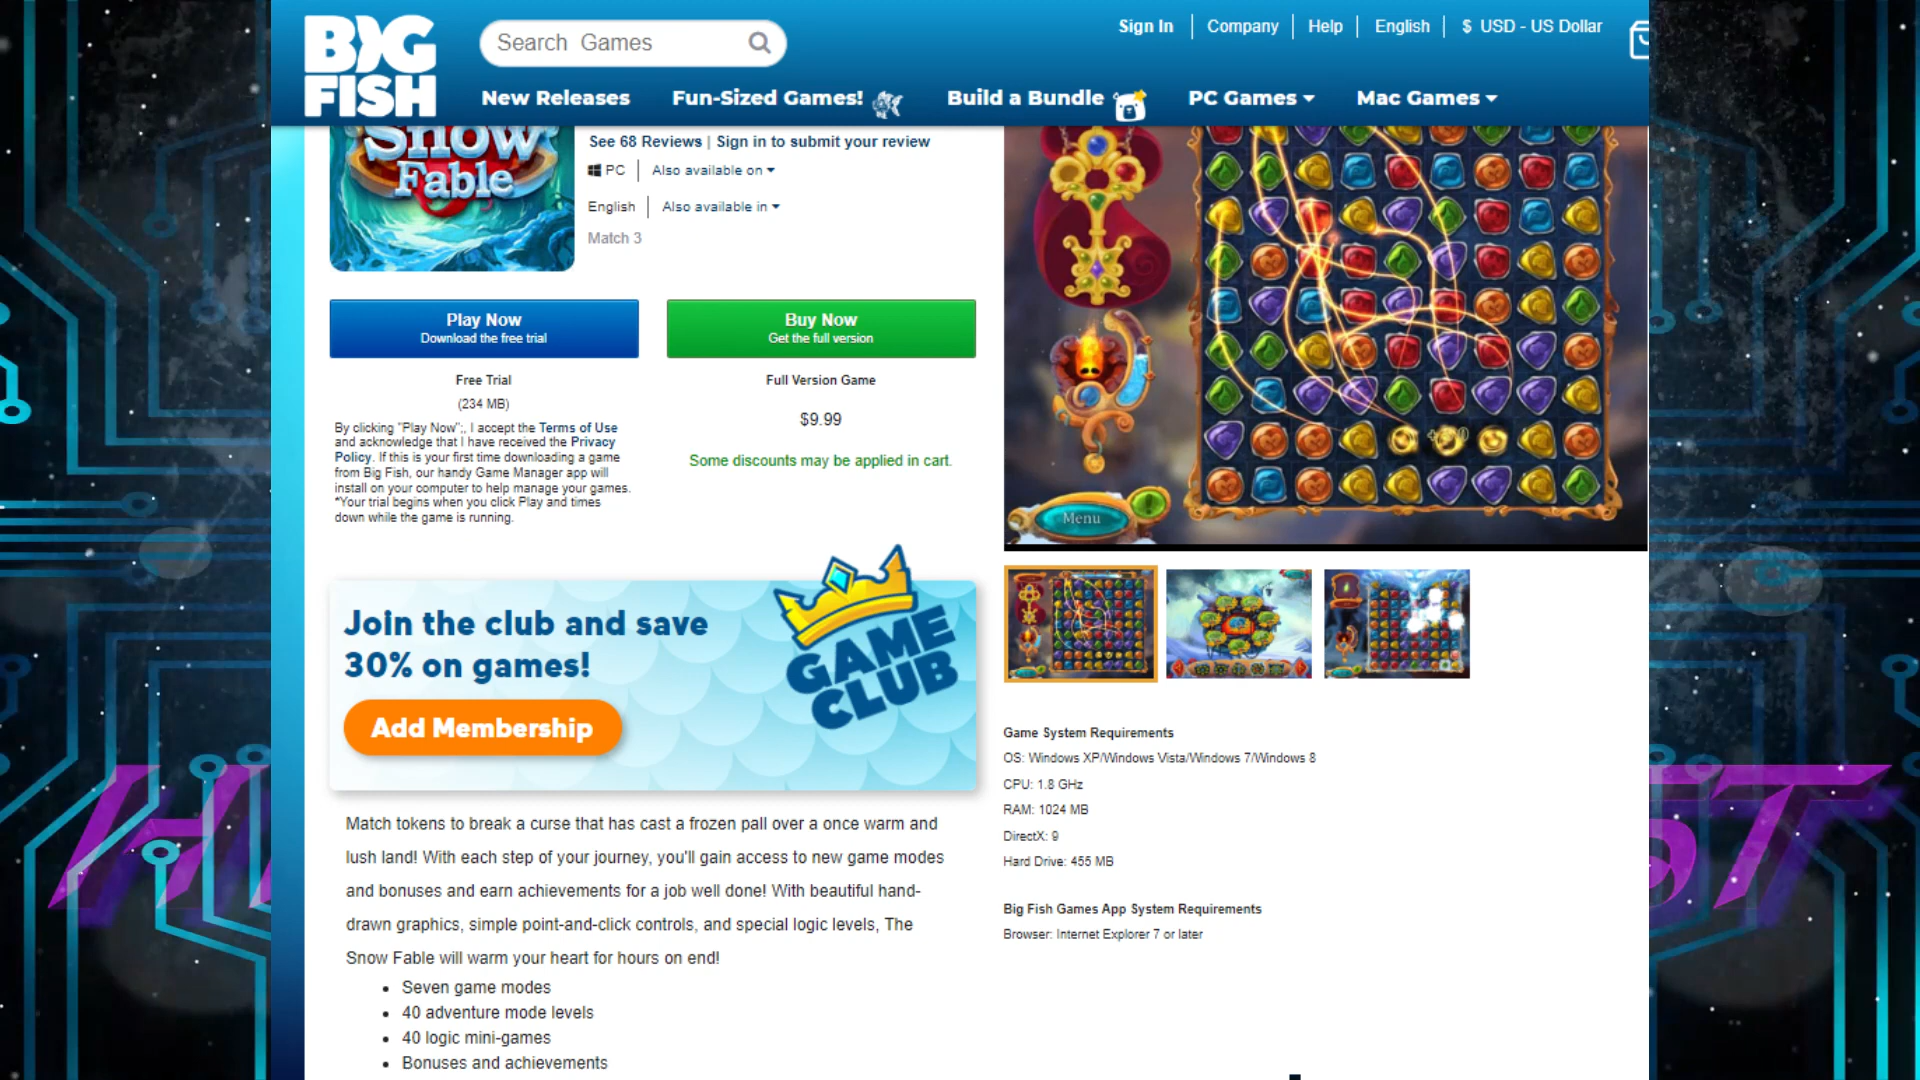 BIG
FISH
Search Games
Sign In
Company
Help
English
$ USD - US Dollar
New Releases
Fun-Sized Games!
Build a Bundle
PC Games
Mac Games
Snow
Fable
See 68 Reviews | Sign in to submit your review
PC
Also available on
English
Also available in
Match 3
Play Now
Download the free trial
Buy Now
Get the full version
Free Trial
(234 MB)
Full Version Game
$9.99
Some discounts may be applied in cart.
By clicking "Play Now";, I accept the Terms of Use
and acknowledge that I have received the Privacy
Policy. If this is your first time downloading a game
from Big Fish, our handy Game Manager app will
install on your computer to help manage your games.
*Your trial begins when you click Play and times
down while the game is running.
Menu
Join the club and save
30% on games!
Add Membership
GAME
CLUB
Match tokens to break a curse that has cast a frozen pall over a once warm and
lush land! With each step of your journey, you'll gain access to new game modes
and bonuses and earn achievements for a job well done! With beautiful hand-
drawn graphics, simple point-and-click controls, and special logic levels, The
Snow Fable will warm your heart for hours on end!
• Seven game modes
• 40 adventure mode levels
• 40 logic mini-games
• Bonuses and achievements
Game System Requirements
OS: Windows XP/Windows Vista/Windows 7/Windows 8
CPU: 1.8 GHz
RAM: 1024 MB
DirectX: 9
Hard Drive: 455 MB
Big Fish Games App System Requirements
Browser: Internet Explorer 7 or later